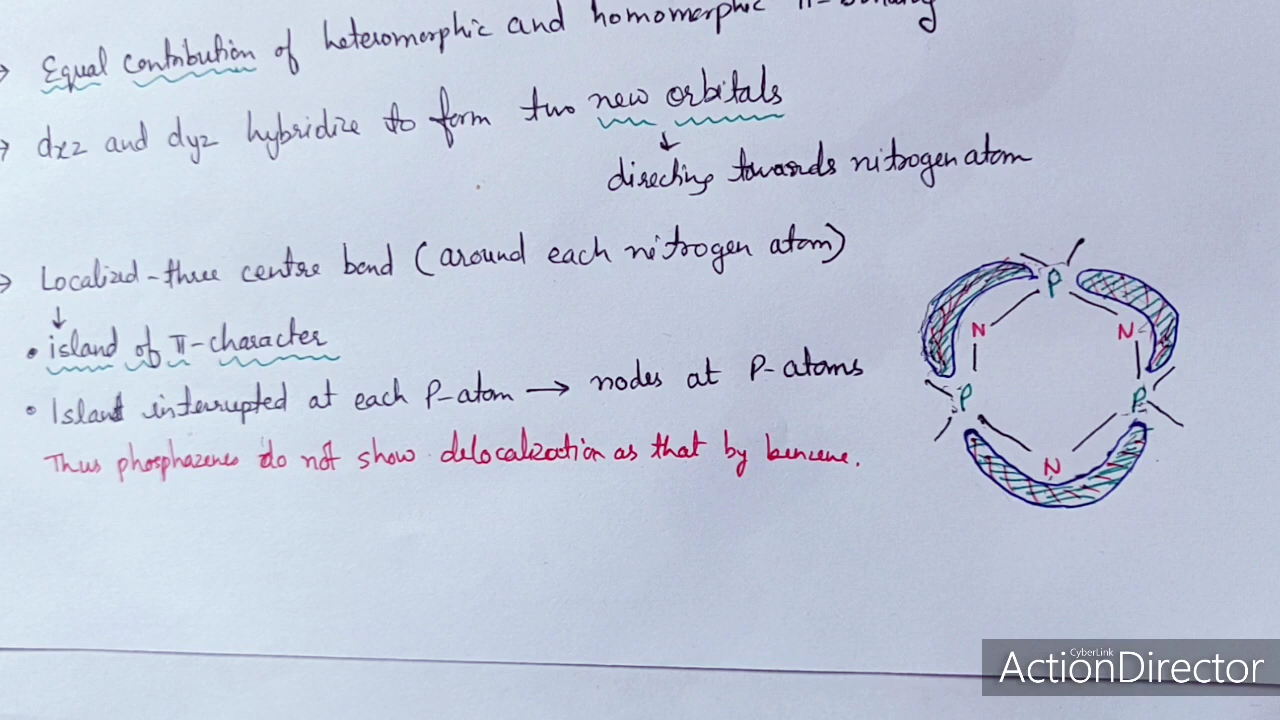 → Equal contribution of heteromorphic and homomorphic π-bonding
→ dxz and dyz hybridize to form two new orbitals
↓
directing towards nitrogen atom
→ Localized-three centre bond (around each nitrogen atom)
↓
• island of π-character
• Island interrupted at each P-atom → nodes at P-atoms
Thus phosphazenes do not show delocalization as that by benzene.
P
N N
P P
N
CyberLink
ActionDirector